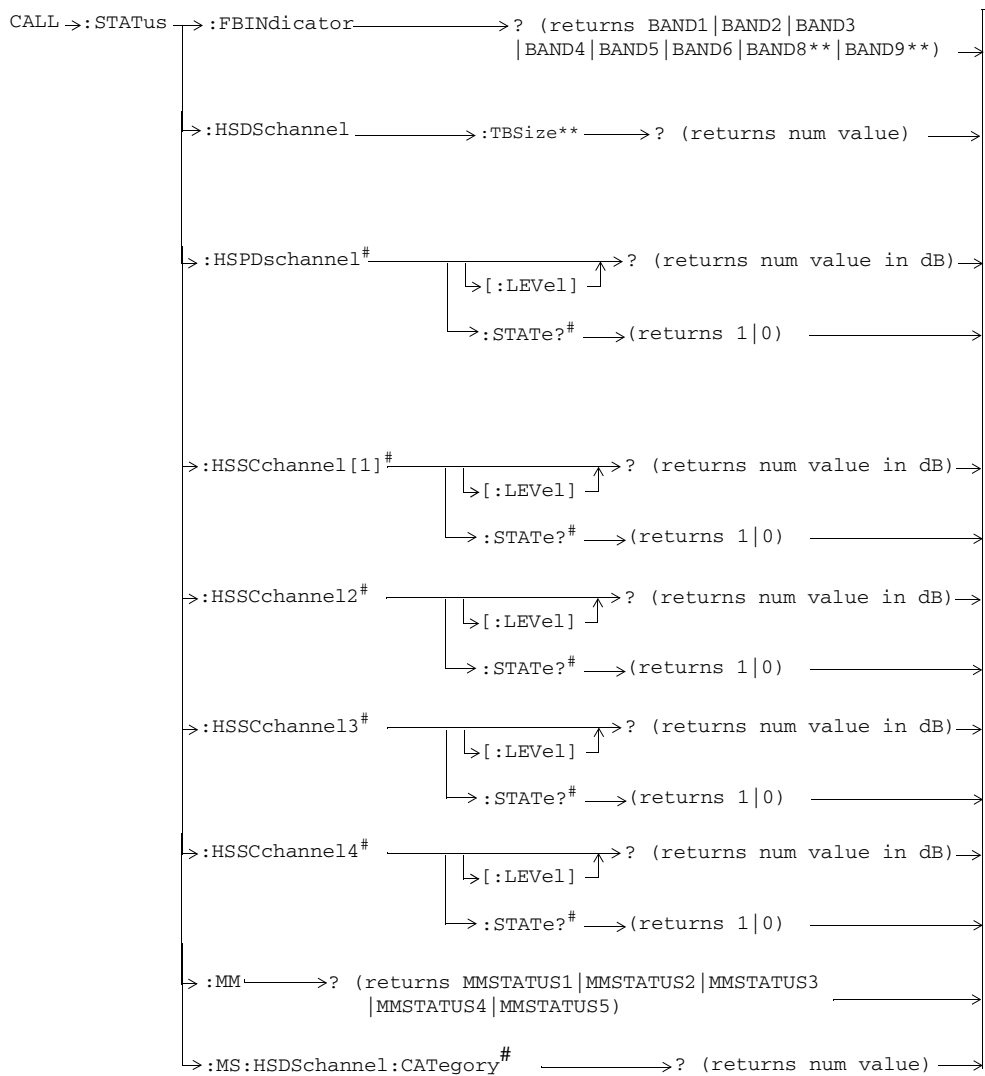 CALL :STATus :FBINdicator ? (returns BAND1|BAND2|BAND3
|BAND4|BAND5|BAND6|BAND8**|BAND9**)
:HSDSchannel :TBSize** ? (returns num value)
:HSPDschannel# ? (returns num value in dB)
[:LEVel]
:STATe?# (returns 1|0)
:HSSCchannel[1]# ? (returns num value in dB)
[:LEVel]
:STATe?# (returns 1|0)
:HSSCchannel2# ? (returns num value in dB)
[:LEVel]
:STATe?# (returns 1|0)
:HSSCchannel3# ? (returns num value in dB)
[:LEVel]
:STATe?# (returns 1|0)
:HSSCchannel4# ? (returns num value in dB)
[:LEVel]
:STATe?# (returns 1|0)
:MM ? (returns MMSTATUS1|MMSTATUS2|MMSTATUS3
|MMSTATUS4|MMSTATUS5)
:MS:HSDSchannel:CATegory# ? (returns num value)